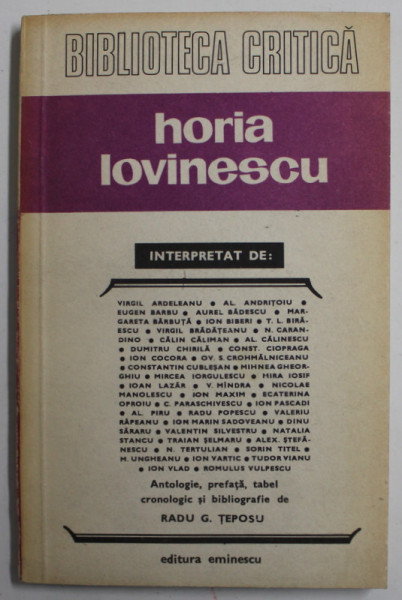 BIBLIOTECA CRITICĂ
horia
lovinescu
INTERPRETAT DE:
VIRGIL ARDELEANU • AL. ANDRIȚOIU •
EUGEN BARBU • AUREL BĂDESCU • MAR-
GARETA BĂRBUȚĂ • ION BIBERI • T. L. BIRĂ-
ESCU • VIRGIL BRĂDĂȚEANU • N. CARAN-
DINO • CĂLIN CĂLIMAN • AL. CĂLINESCU
• DUMITRU CHIRILĂ • CONST. CIOPRAGA
• ION COCORA • OV. S. CROHMĂLNICEANU
• CONSTANTIN CUBLEȘAN • MIHNEA GHEOR-
GHIU • MIRCEA IORGULESCU • MIRA IOSIF
• IOAN LAZĂR • V. MÎNDRA • NICOLAE
MANOLESCU • ION MAXIM • ECATERINA
OPROIU • C. PARASCHIVESCU • ION PASCADI
• AL. PIRU • RADU POPESCU • VALERIU
RÂPEANU • ION MARIN SADOVEANU • DINU
SĂRARU • VALENTIN SILVESTRU • NATALIA
STANCU • TRAIAN ȘELMARU • ALEX. ȘTEFĂ-
NESCU • N. TERTULIAN • SORIN TITEL •
M. UNGHEANU • ION VARTIC • TUDOR VIANU
• ION VLAD • ROMULUS VULPESCU
Antologie, prefață, tabel
cronologic și bibliografie de
RADU G. ȚEPOSU
editura eminescu